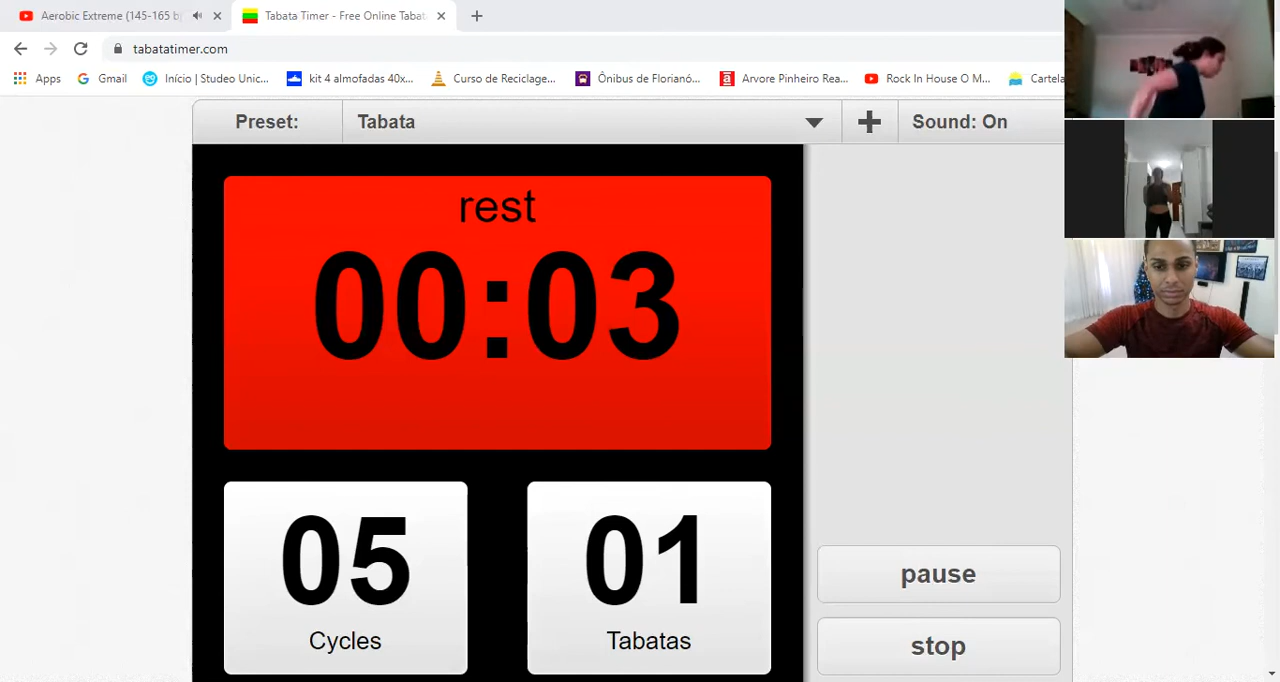 Aerobic Extreme (145-165 b
Tabata Timer - Free Online Tabat
tabatatimer.com
Apps
Gmail
Início | Studeo Unic...
kit 4 almofadas 40x...
Curso de Reciclage...
Ônibus de Florianó...
Arvore Pinheiro Rea...
Rock In House O M...
Cartela
Preset:
Tabata
Sound: On
rest
00:03
05
Cycles
01
Tabatas
pause
stop